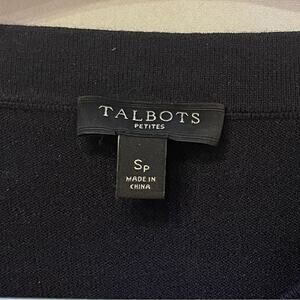 TALBOTS
PETITES
SP
MADE IN
CHINA